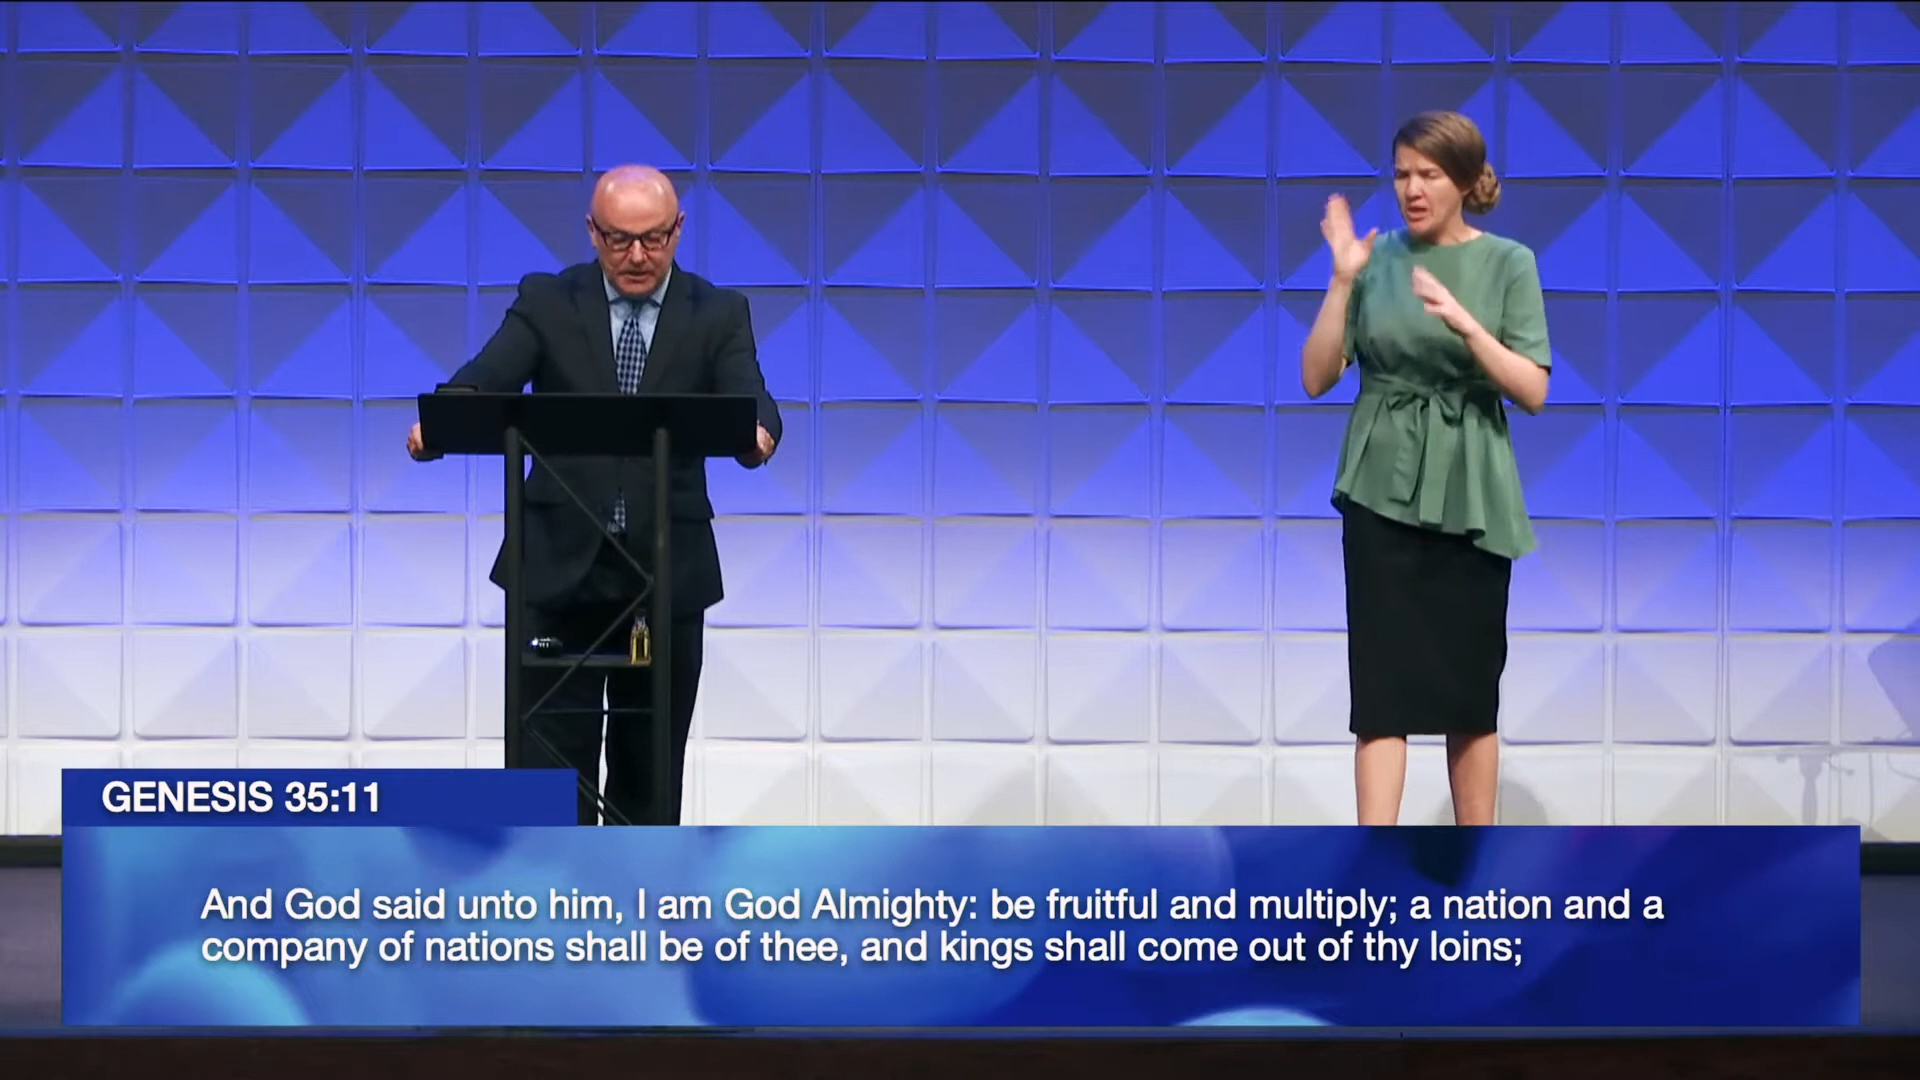 GENESIS 35:11
And God said unto him, I am God Almighty: be fruitful and multiply; a nation and a
company of nations shall be of thee, and kings shall come out of thy loins;